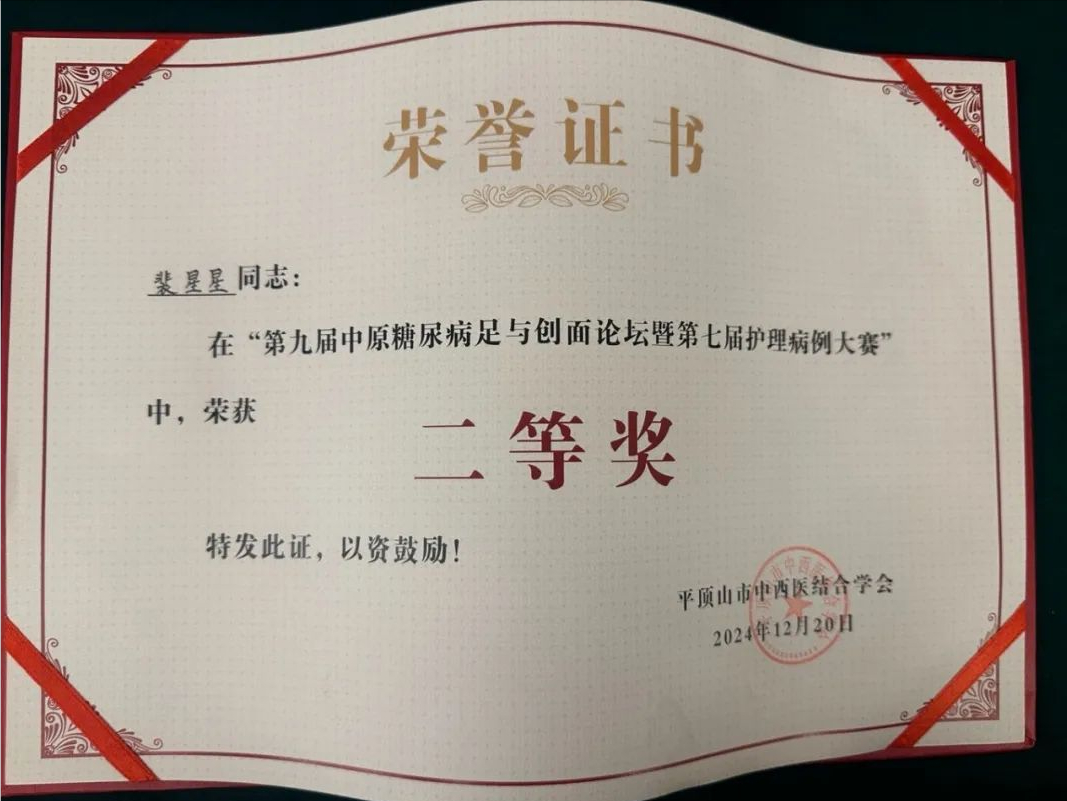 荣誉证书
裴星星同志：
在“第九届中原糖尿病足与创面论坛暨第七届护理病例大赛”
中，荣获
二等奖
特发此证，以资鼓励！
平顶山市中西医结合学会
2024年12月20日